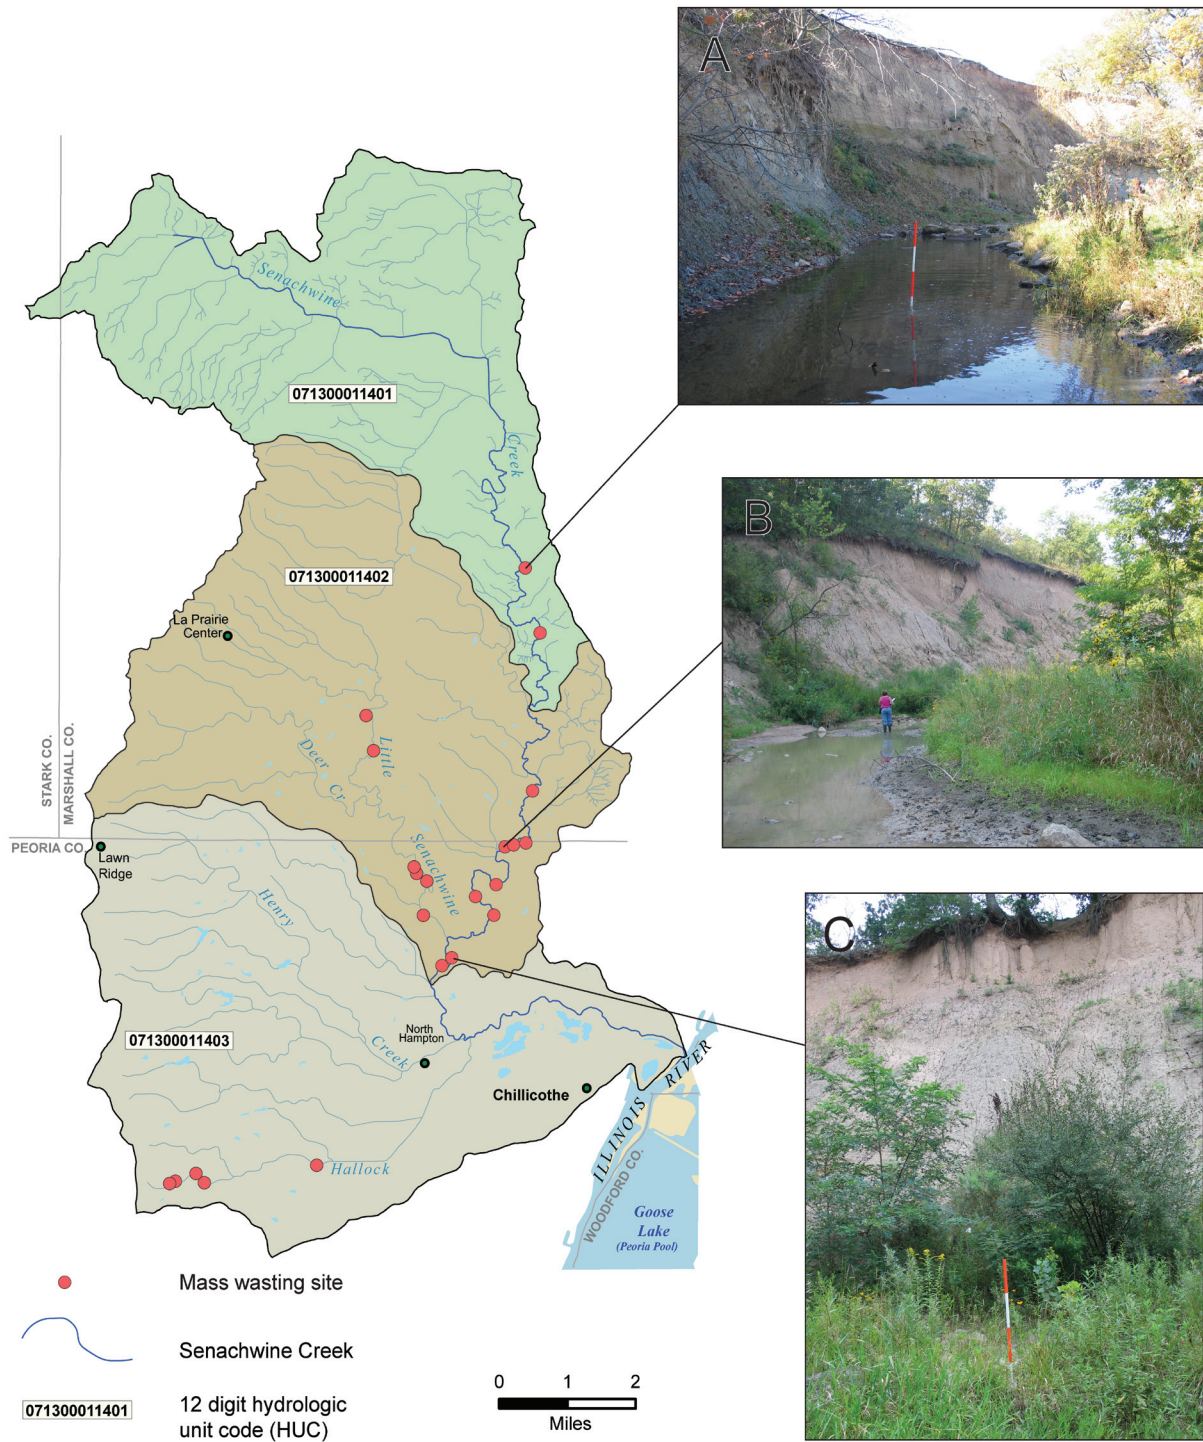 A
Senachwine
071300011401
Creek
B
071300011402
La Prairie
Center
Little
Deer Cr
STARK CO.
MARSHALL CO.
PEORIA CO.
Lawn
Ridge
Senachwine
Henry
C
071300011403
North
Hampton
Creek
Chillicothe
ILLINOIS RIVER
WOODFORD CO.
Hallock
Goose
Lake
(Peoria Pool)
Mass wasting site
Senachwine Creek
071300011401
12 digit hydrologic
unit code (HUC)
0 1 2
Miles